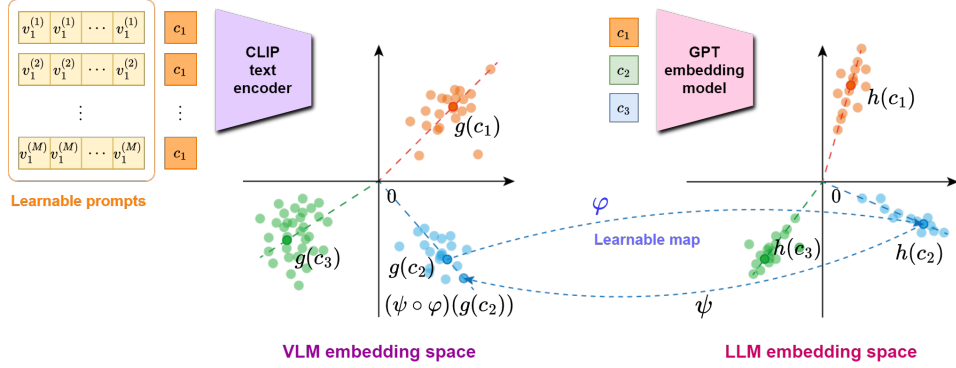 v₁⁽¹⁾ v₁⁽¹⁾ ⋯ v₁⁽¹⁾ c₁
v₁⁽²⁾ v₁⁽²⁾ ⋯ v₁⁽²⁾ c₁
⋮ ⋮
v₁⁽ᴹ⁾ v₁⁽ᴹ⁾ ⋯ v₁⁽ᴹ⁾ c₁
Learnable prompts
CLIP
text
encoder
g(c₁)
0
g(c₃)
g(c₂)
(ψ ∘ φ)(g(c₂))
VLM embedding space
φ
Learnable map
ψ
c₁
c₂
c₃
GPT
embedding
model
h(c₁)
0
h(c₃)
h(c₂)
LLM embedding space